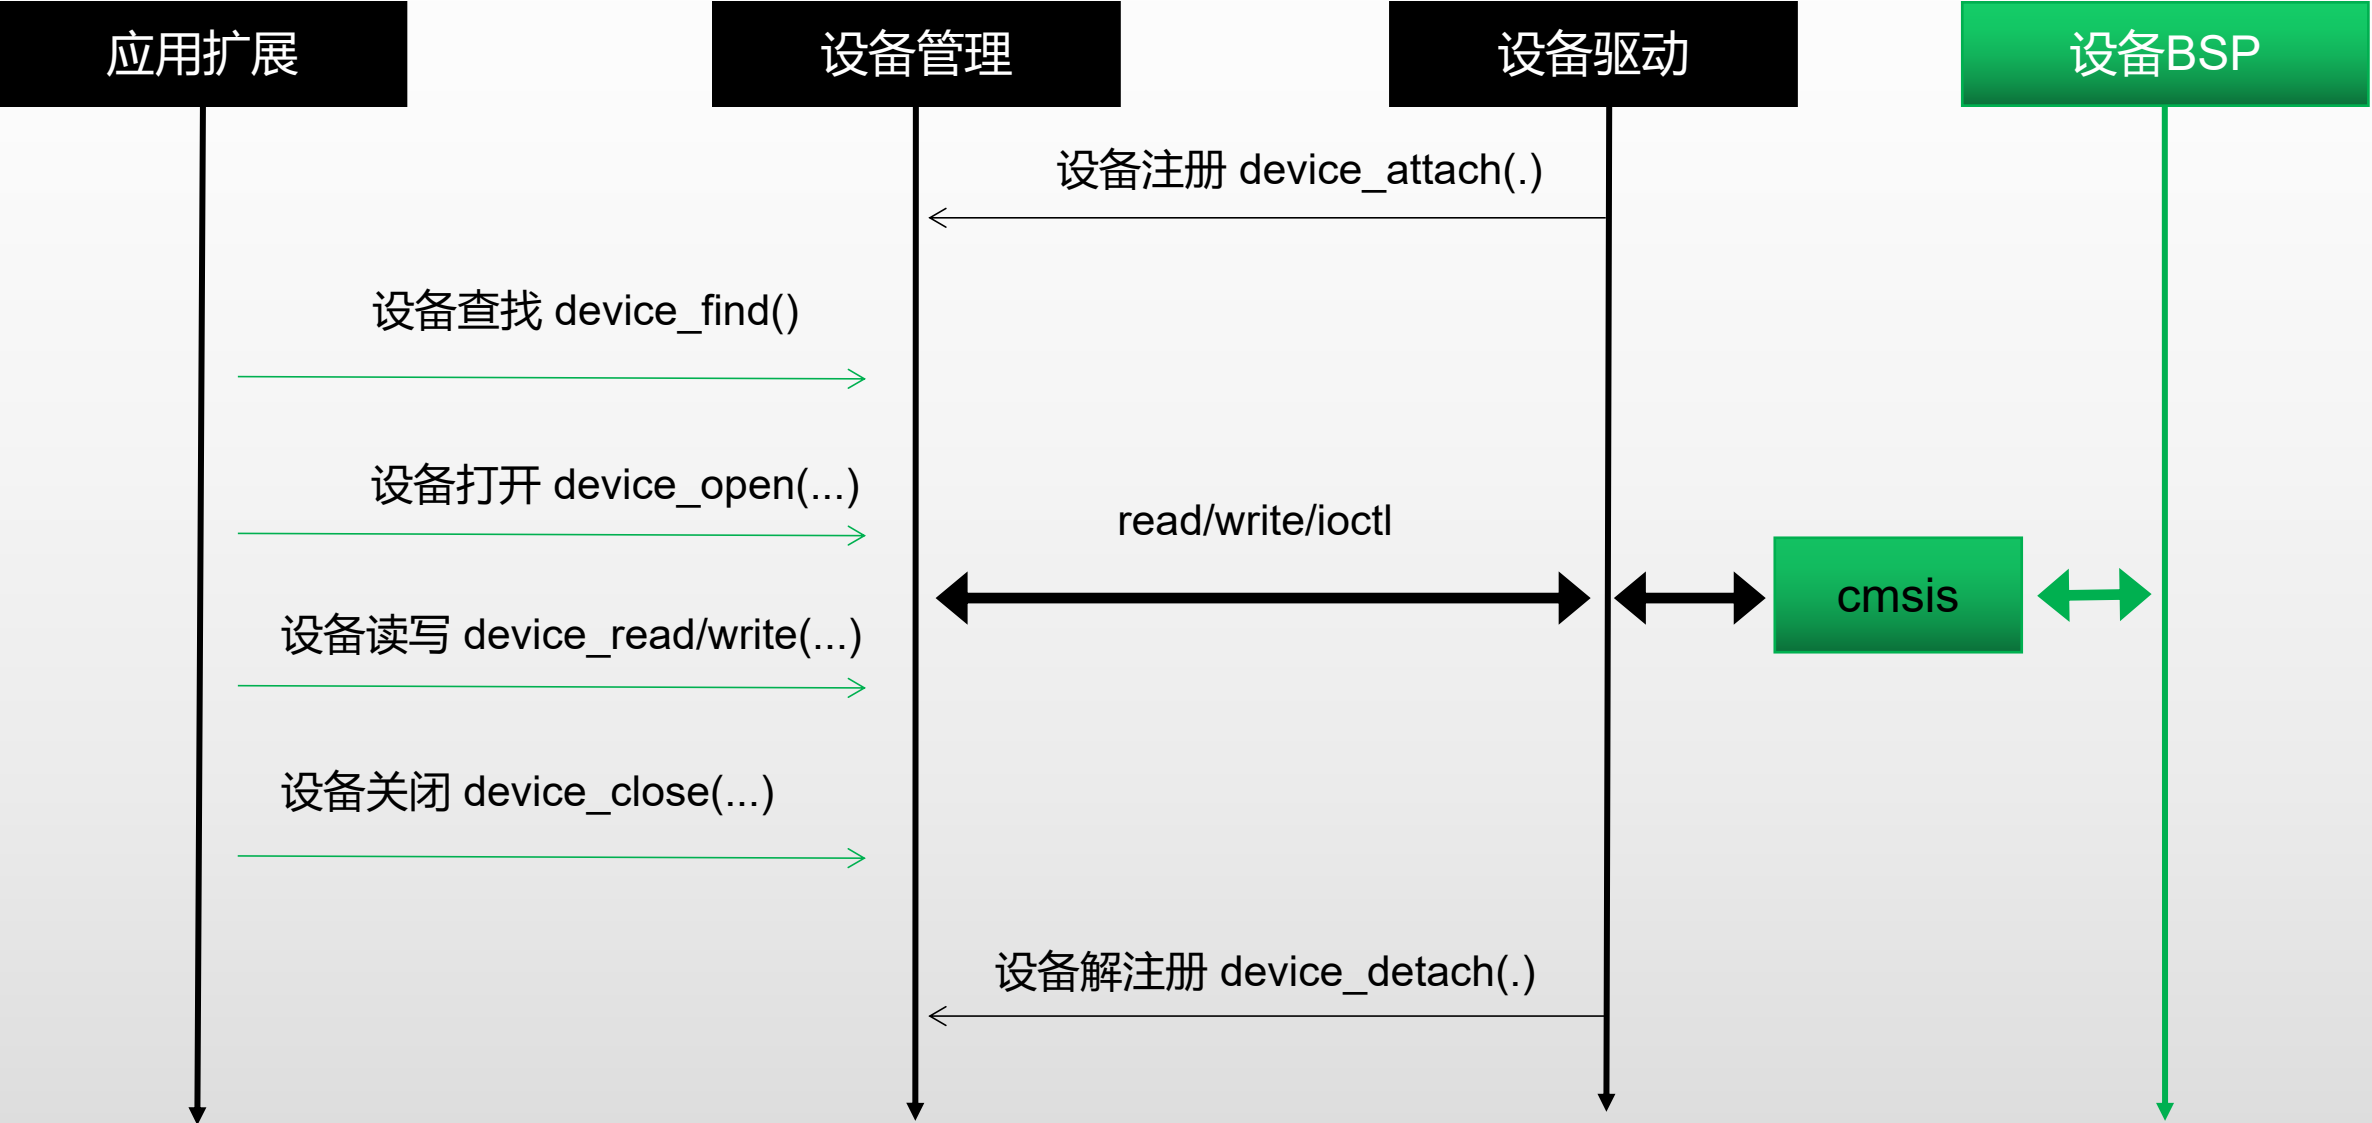 应用扩展
设备管理
设备驱动
设备BSP
设备注册 device_attach(.)
设备查找 device_find()
设备打开 device_open(...)
read/write/ioctl
cmsis
设备读写 device_read/write(...)
设备关闭 device_close(...)
设备解注册 device_detach(.)